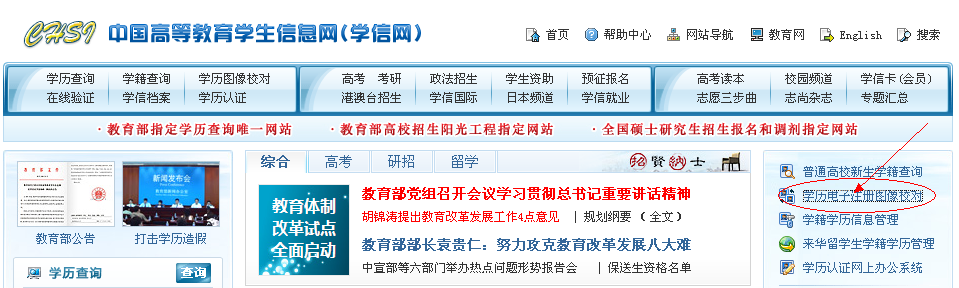 CHSI 中国高等教育学生信息网(学信网)
首页 帮助中心 网站导航 教育网 English 搜索
学历查询 学籍查询 学历图像校对 高考 考研 政法招生 学生资助 预征报名 高考读本 校园频道 学信卡(会员)
在线验证 学信档案 学历认证 港澳台招生 学信国际 日本频道 学信就业 志愿三步曲 志尚杂志 专题汇总
·教育部指定学历查询唯一网站 ·教育部高校招生阳光工程指定网站 ·全国硕士研究生招生报名和调剂指定网站
新闻发布会
教育部公告 打击学历造假
学历查询 查询
综合 高考 研招 留学 招贤纳士
教育体制
改革试点
全面启动
教育部党组召开会议学习贯彻总书记重要讲话精神
胡锦涛提出教育改革发展工作4点意见 | 规划纲要 (全文)
教育部部长袁贵仁:努力攻克教育改革发展八大难
中宣部等六部门举办热点问题形势报告会 | 保送生资格名单
普通高校新生学籍查询
学历电子注册图像校对
学籍学历信息管理
来华留学生学籍学历管理
学历认证网上办公系统